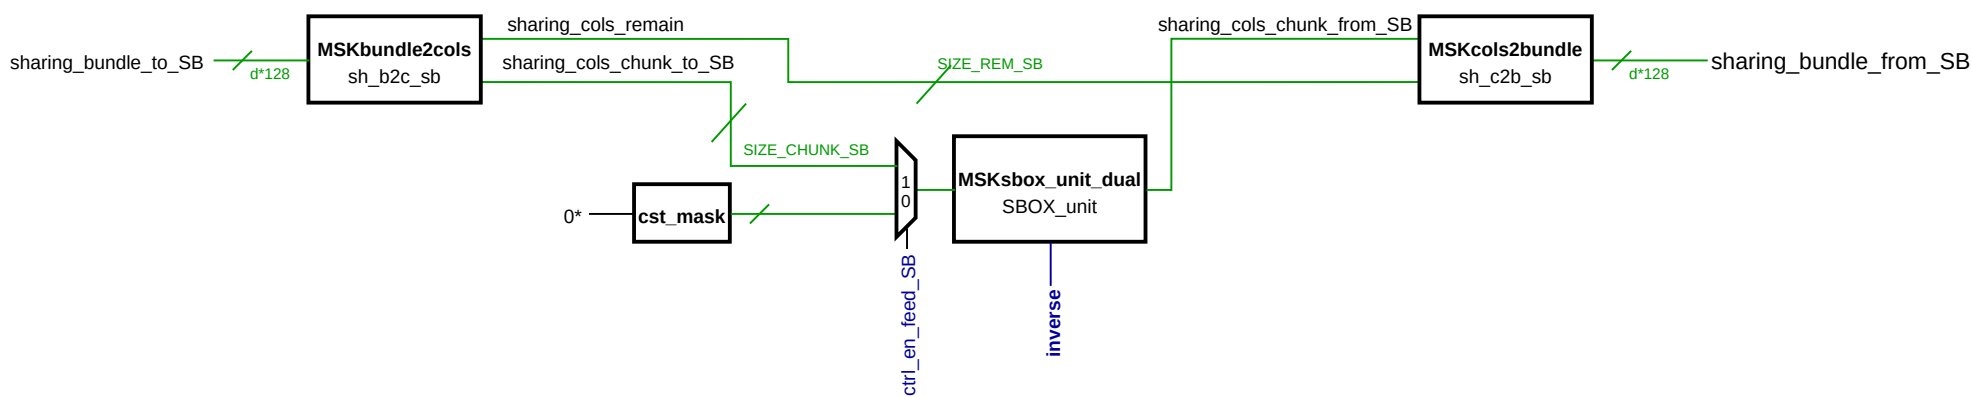 sharing_cols_remain
sharing_cols_chunk_from_SB
MSKbundle2cols
sh_b2c_sb
MSKcols2bundle
sh_c2b_sb
sharing_bundle_to_SB
d*128
sharing_cols_chunk_to_SB
SIZE_REM_SB
d*128
sharing_bundle_from_SB
SIZE_CHUNK_SB
1
0
MSKsbox_unit_dual
SBOX_unit
0*
cst_mask
ctrl_en_feed_SB
inverse